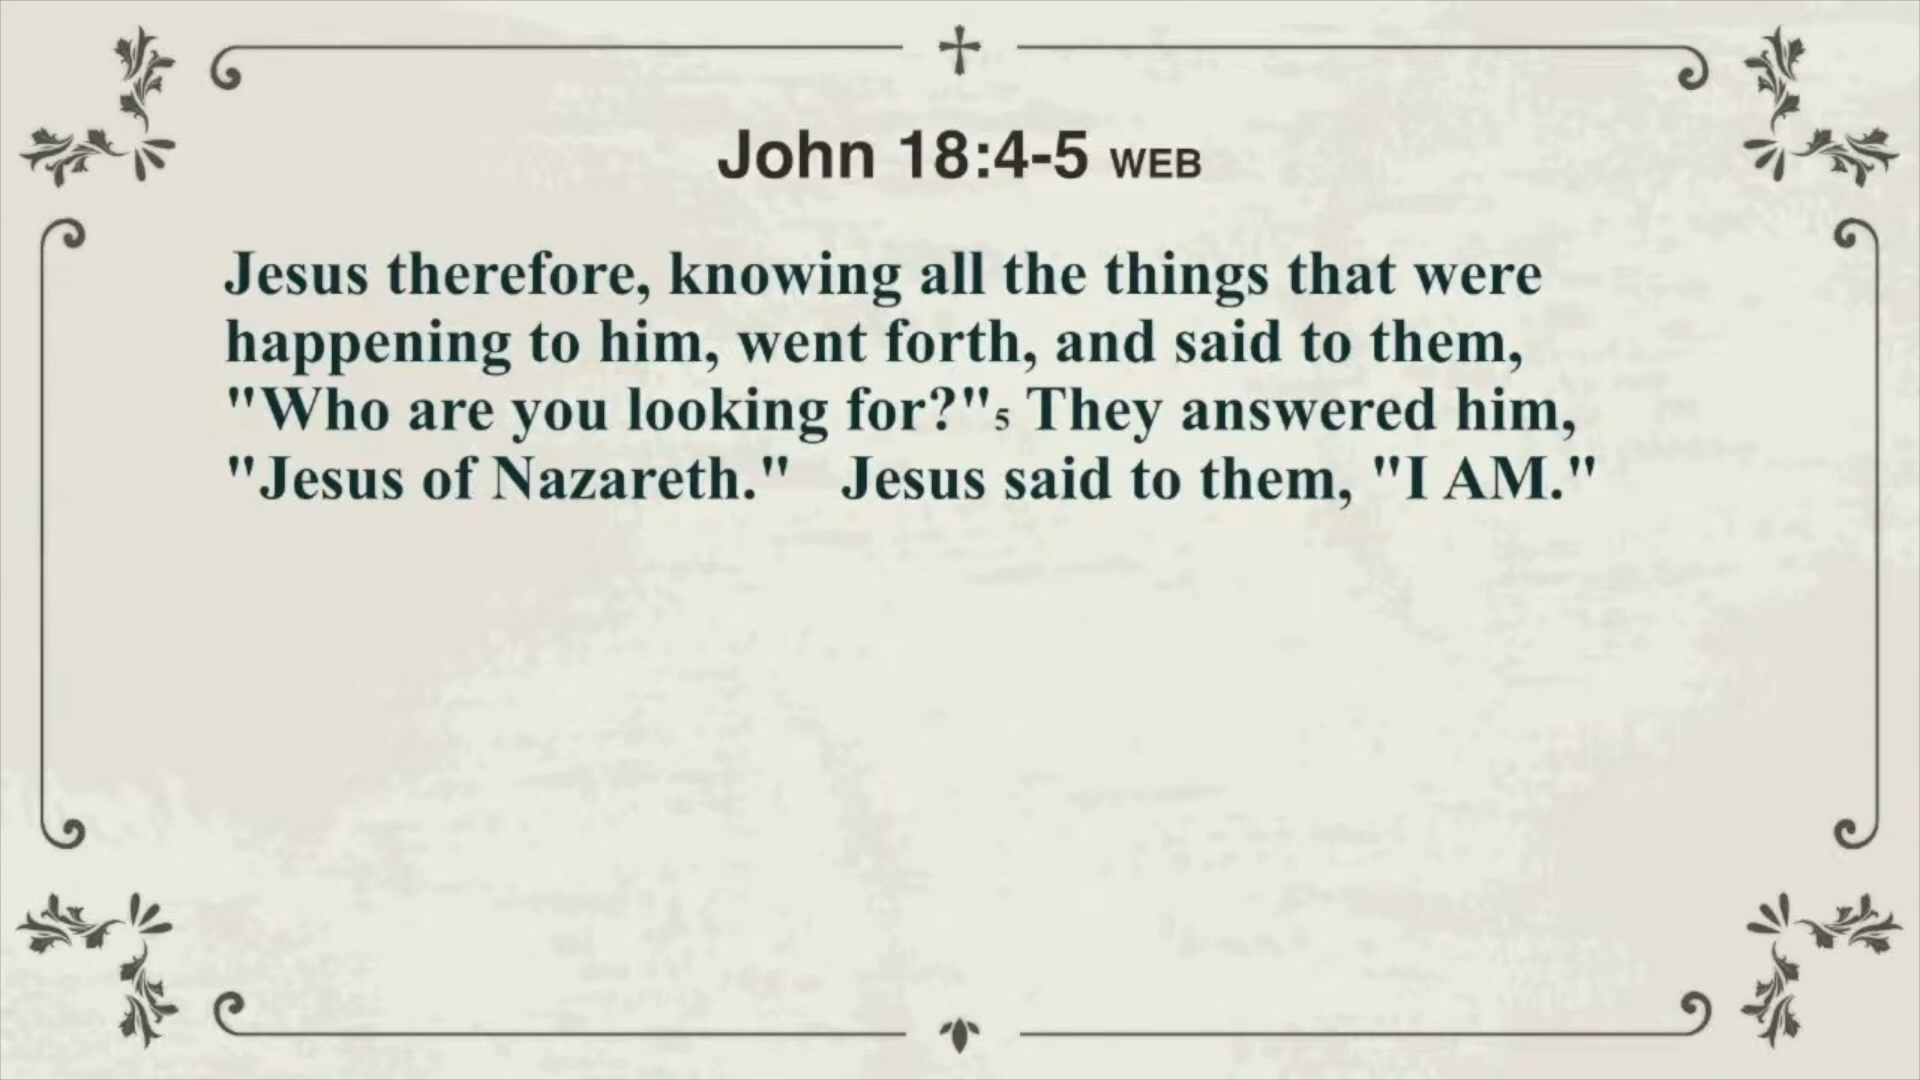 John 18:4-5 WEB
Jesus therefore, knowing all the things that were
happening to him, went forth, and said to them,
"Who are you looking for?"₅ They answered him,
"Jesus of Nazareth."   Jesus said to them, "I AM."